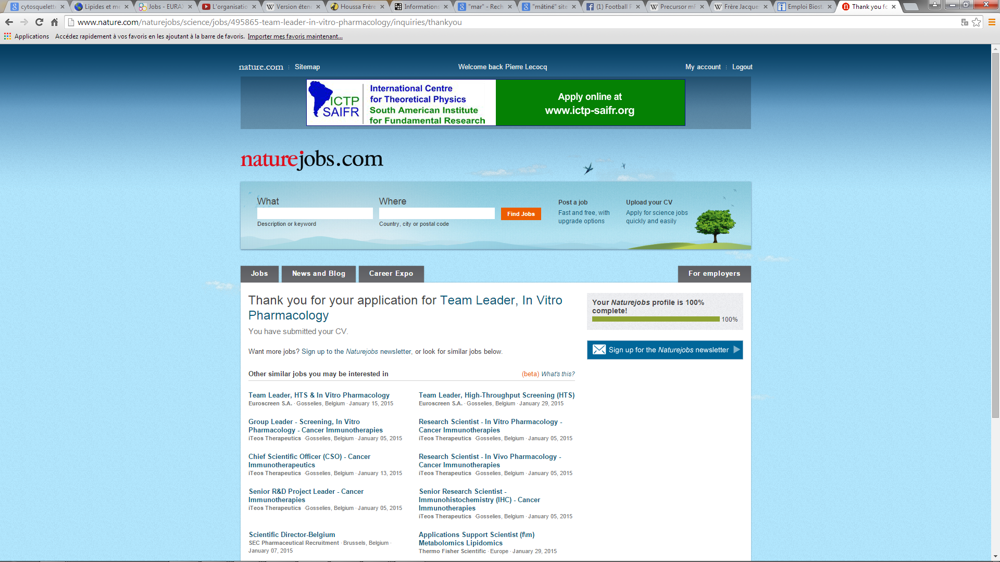 cytosquelett
Lipides et me
Jobs - EURAX
L'organisatio
Version éten
Houssa Frère
Informations
"mar" - Rech
"mâtiné" site
(1) Football F
Precursor mR
Frère Jacque
Emploi Biosta
Thank you fo
www.nature.com/naturejobs/science/jobs/495865-team-leader-in-vitro-pharmacology/inquiries/thankyou
Applications Accédez rapidement à vos favoris en les ajoutant à la barre de favoris. Importer mes favoris maintenant...
nature.com Sitemap Welcome back Pierre Lecocq My account Logout
ICTP
SAIFR
International Centre
for Theoretical Physics
South American Institute
for Fundamental Research
Apply online at
www.ictp-saifr.org
naturejobs.com
What
Description or keyword
Where
Country, city or postal code
Find Jobs
Post a job
Fast and free, with
upgrade options
Upload your CV
Apply for science jobs
quickly and easily
Jobs News and Blog Career Expo For employers
Thank you for your application for Team Leader, In Vitro
Pharmacology
You have submitted your CV.
Want more jobs? Sign up to the Naturejobs newsletter, or look for similar jobs below.
Your Naturejobs profile is 100%
complete!
100%
Sign up for the Naturejobs newsletter
Other similar jobs you may be interested in (beta) What's this?
Team Leader, HTS & In Vitro Pharmacology
Euroscreen S.A. · Gosselies, Belgium · January 15, 2015
Team Leader, High-Throughput Screening (HTS)
Euroscreen S.A. · Gosselies, Belgium · January 29, 2015
Group Leader - Screening, In Vitro
Pharmacology - Cancer Immunotherapies
iTeos Therapeutics ·Gosselies, Belgium · January 05, 2015
Research Scientist - In Vitro Pharmacology -
Cancer Immunotherapies
iTeos Therapeutics ·Gosselies, Belgium · January 05, 2015
Chief Scientific Officer (CSO) - Cancer
Immunotherapeutics
iTeos Therapeutics ·Gosselies, Belgium · January 13, 2015
Research Scientist - In Vivo Pharmacology -
Cancer Immunotherapies
iTeos Therapeutics ·Gosselies, Belgium · January 05, 2015
Senior R&D Project Leader - Cancer
Immunotherapies
iTeos Therapeutics ·Gosselies, Belgium · January 05, 2015
Senior Research Scientist -
Immunohistochemistry (IHC) - Cancer
Immunotherapies
iTeos Therapeutics ·Gosselies, Belgium · January 05, 2015
Scientific Director-Belgium
SEC Pharmaceutical Recruitment · Brussels, Belgium ·
January 07, 2015
Applications Support Scientist (f\m)
Metabolomics Lipidomics
Thermo Fisher Scientific · Europe · January 29, 2015